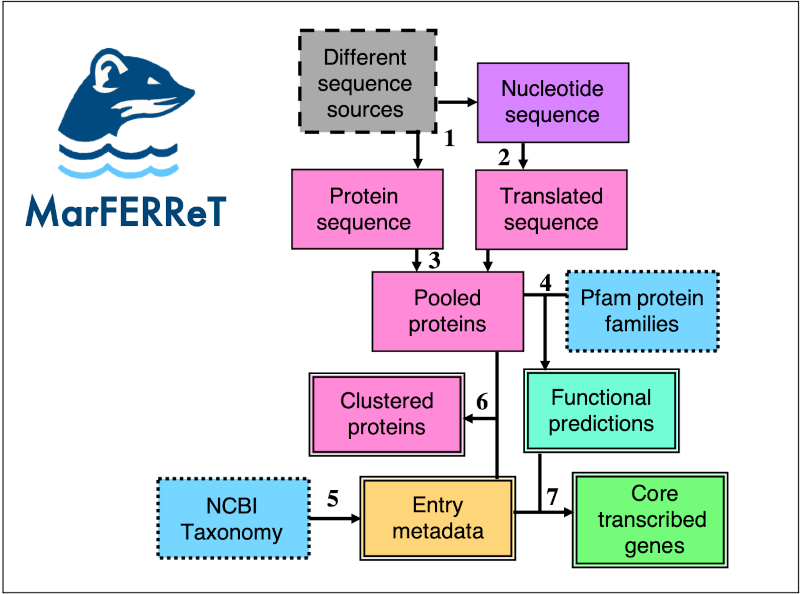 MarFERReT
Different
sequence
sources
Nucleotide
sequence
1
2
Protein
sequence
Translated
sequence
3
Pooled
proteins
4
Pfam protein
families
Clustered
proteins
6
Functional
predictions
NCBI
Taxonomy
5
Entry
metadata
7
Core
transcribed
genes